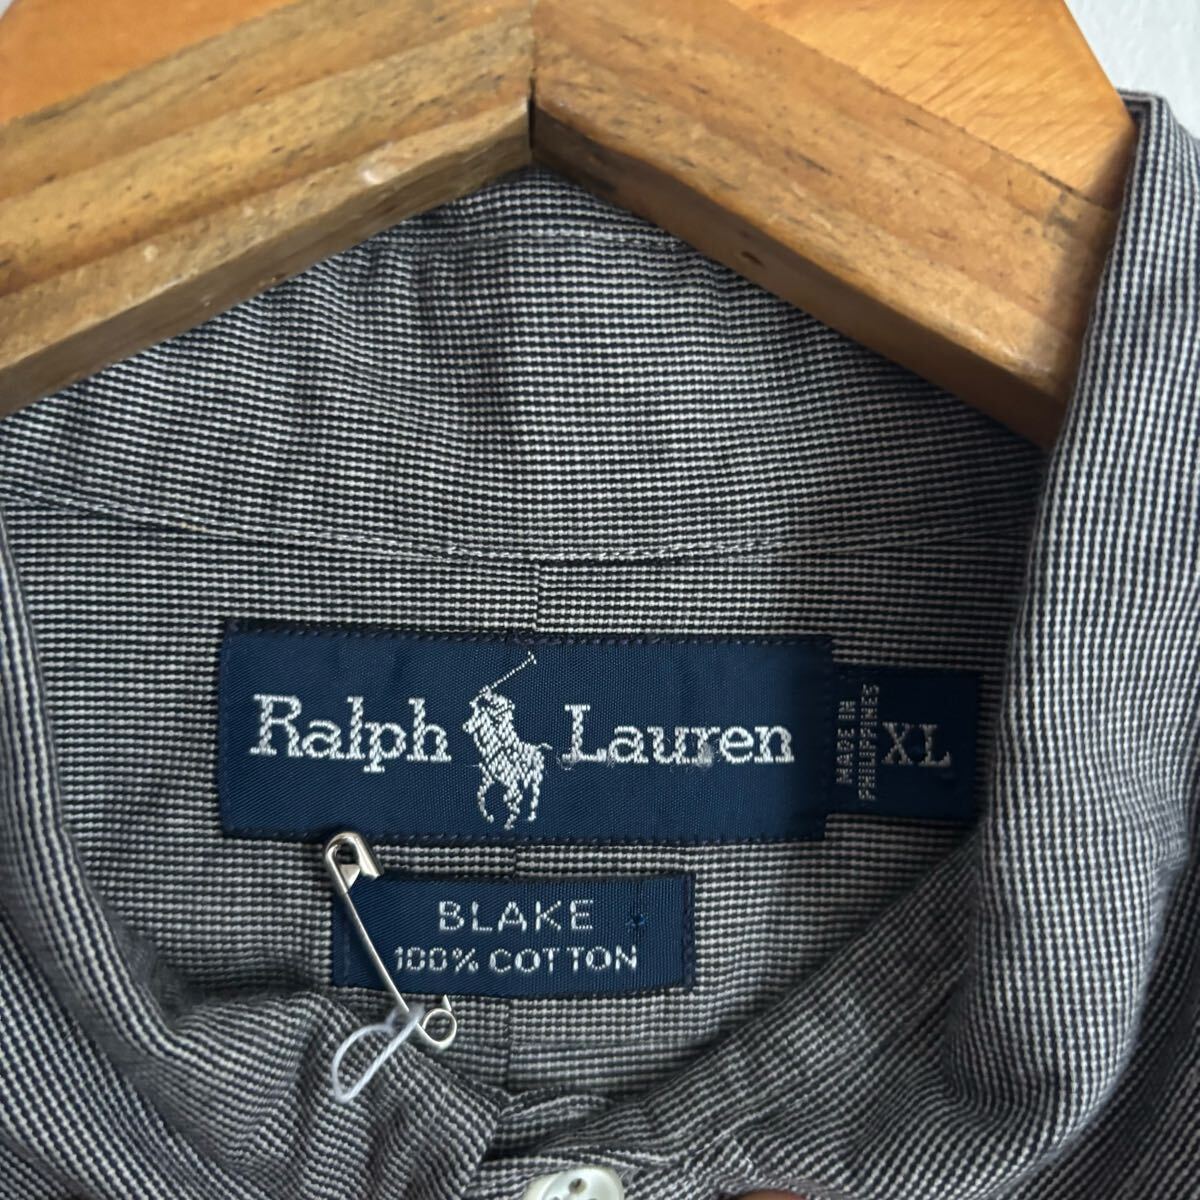 Ralph Lauren
MADE IN
PHILIPPINES
XL
BLAKE
100% COTTON